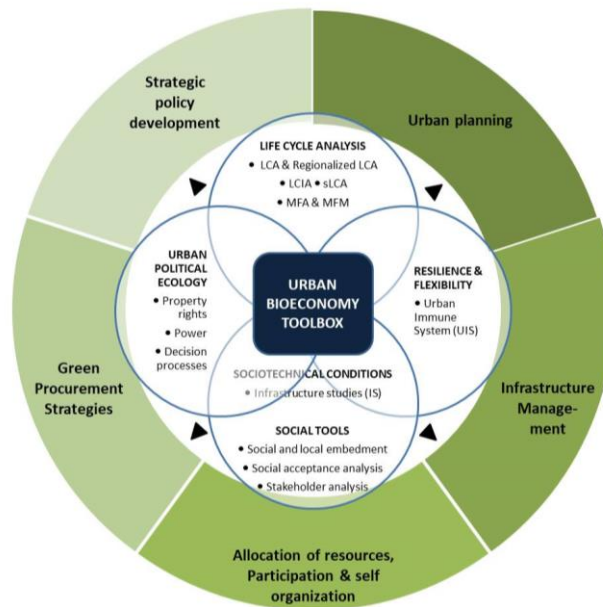 Strategic
policy
development
Urban planning
LIFE CYCLE ANALYSIS
• LCA & Regionalized LCA
• LCIA • sLCA
• MFA & MFM
URBAN
POLITICAL
ECOLOGY
• Property
rights
• Power
• Decision
processes
URBAN
BIOECONOMY
TOOLBOX
RESILIENCE &
FLEXIBILITY
• Urban
Immune
System (UIS)
SOCIOTECHNICAL CONDITIONS
• Infrastructure studies (IS)
SOCIAL TOOLS
• Social and local embedment
• Social acceptance analysis
• Stakeholder analysis
Green
Procurement
Strategies
Infrastructure
Manage-
ment
Allocation of resources,
Participation & self
organization